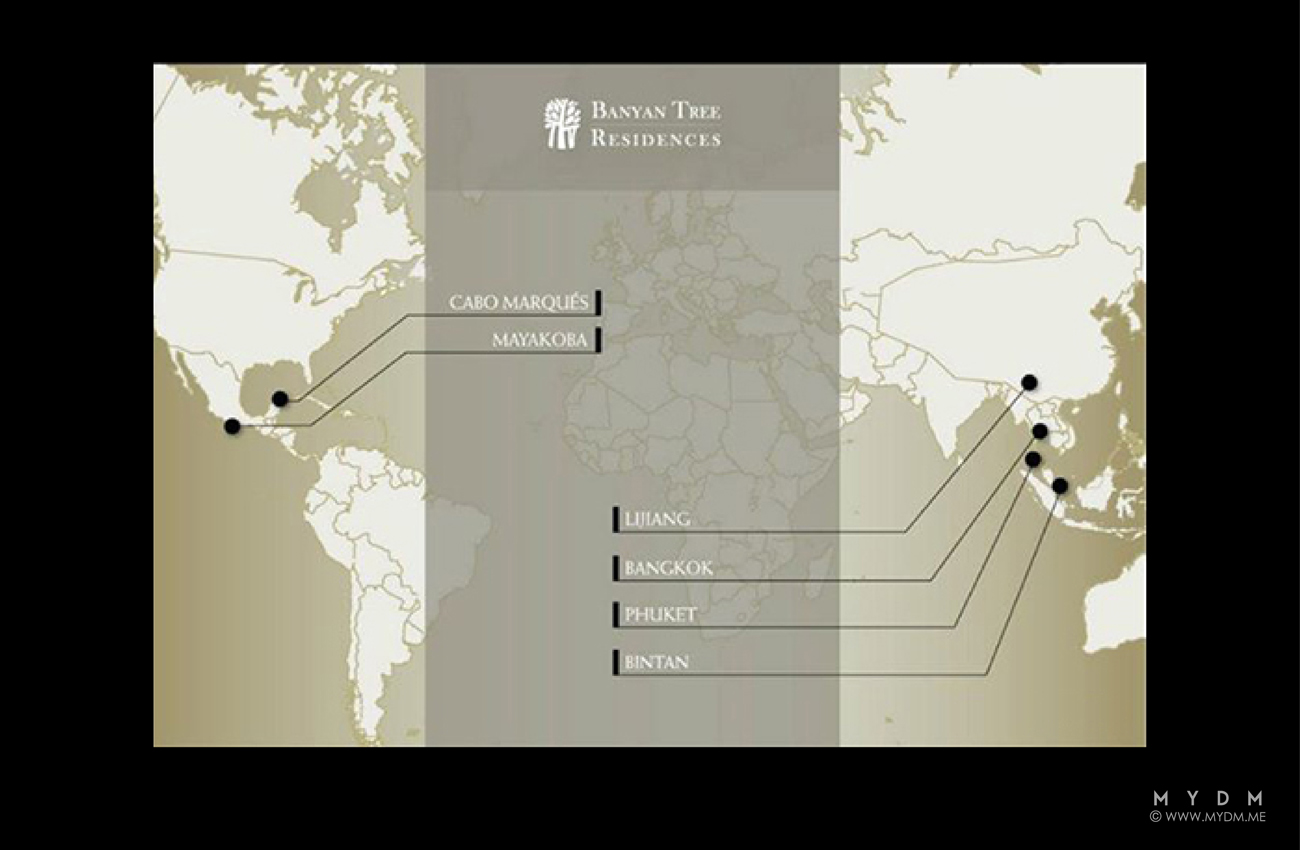 BANYAN TREE
RESIDENCES
CABO MARQUÉS
MAYAKOBA
LIJIANG
BANGKOK
PHUKET
BINTAN
M Y D M
© WWW.MYDM.ME